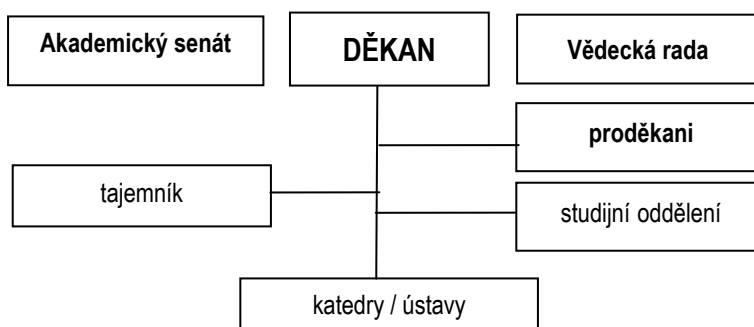 Akademický senát
DĚKAN
Vědecká rada
proděkani
tajemník
studijní oddělení
katedry / ústavy